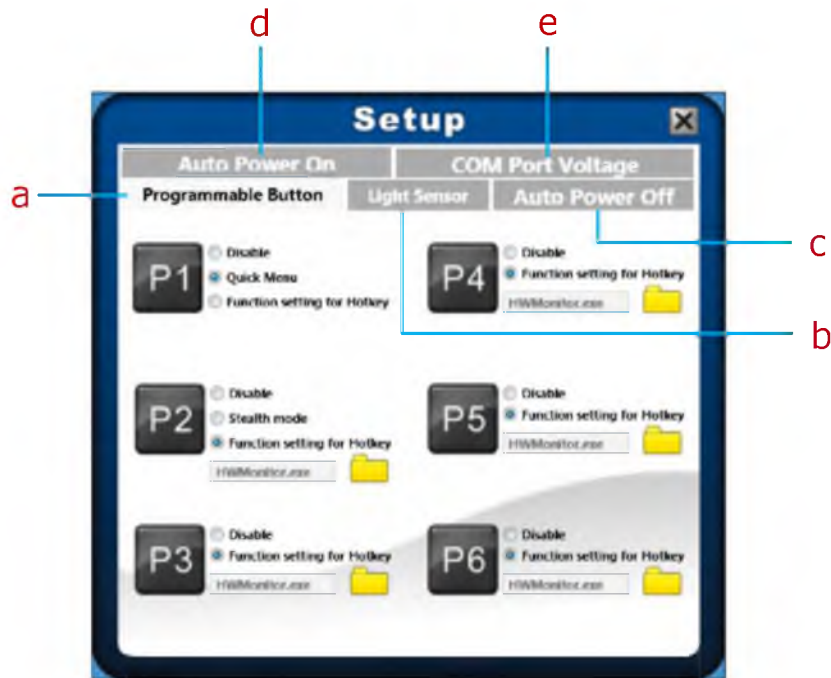 d
e
Setup
Auto Power On
COM Port Voltage
a
Programmable Button
Light Sensor
Auto Power Off
c
b
P1
Disable
Quick Menu
Function setting for Hotkey
P4
Disable
Function setting for Hotkey
HWMonitor.exe
P2
Disable
Stealth mode
Function setting for Hotkey
HWMonitor.exe
P5
Disable
Function setting for Hotkey
HWMonitor.exe
P3
Disable
Function setting for Hotkey
HWMonitor.exe
P6
Disable
Function setting for Hotkey
HWMonitor.exe